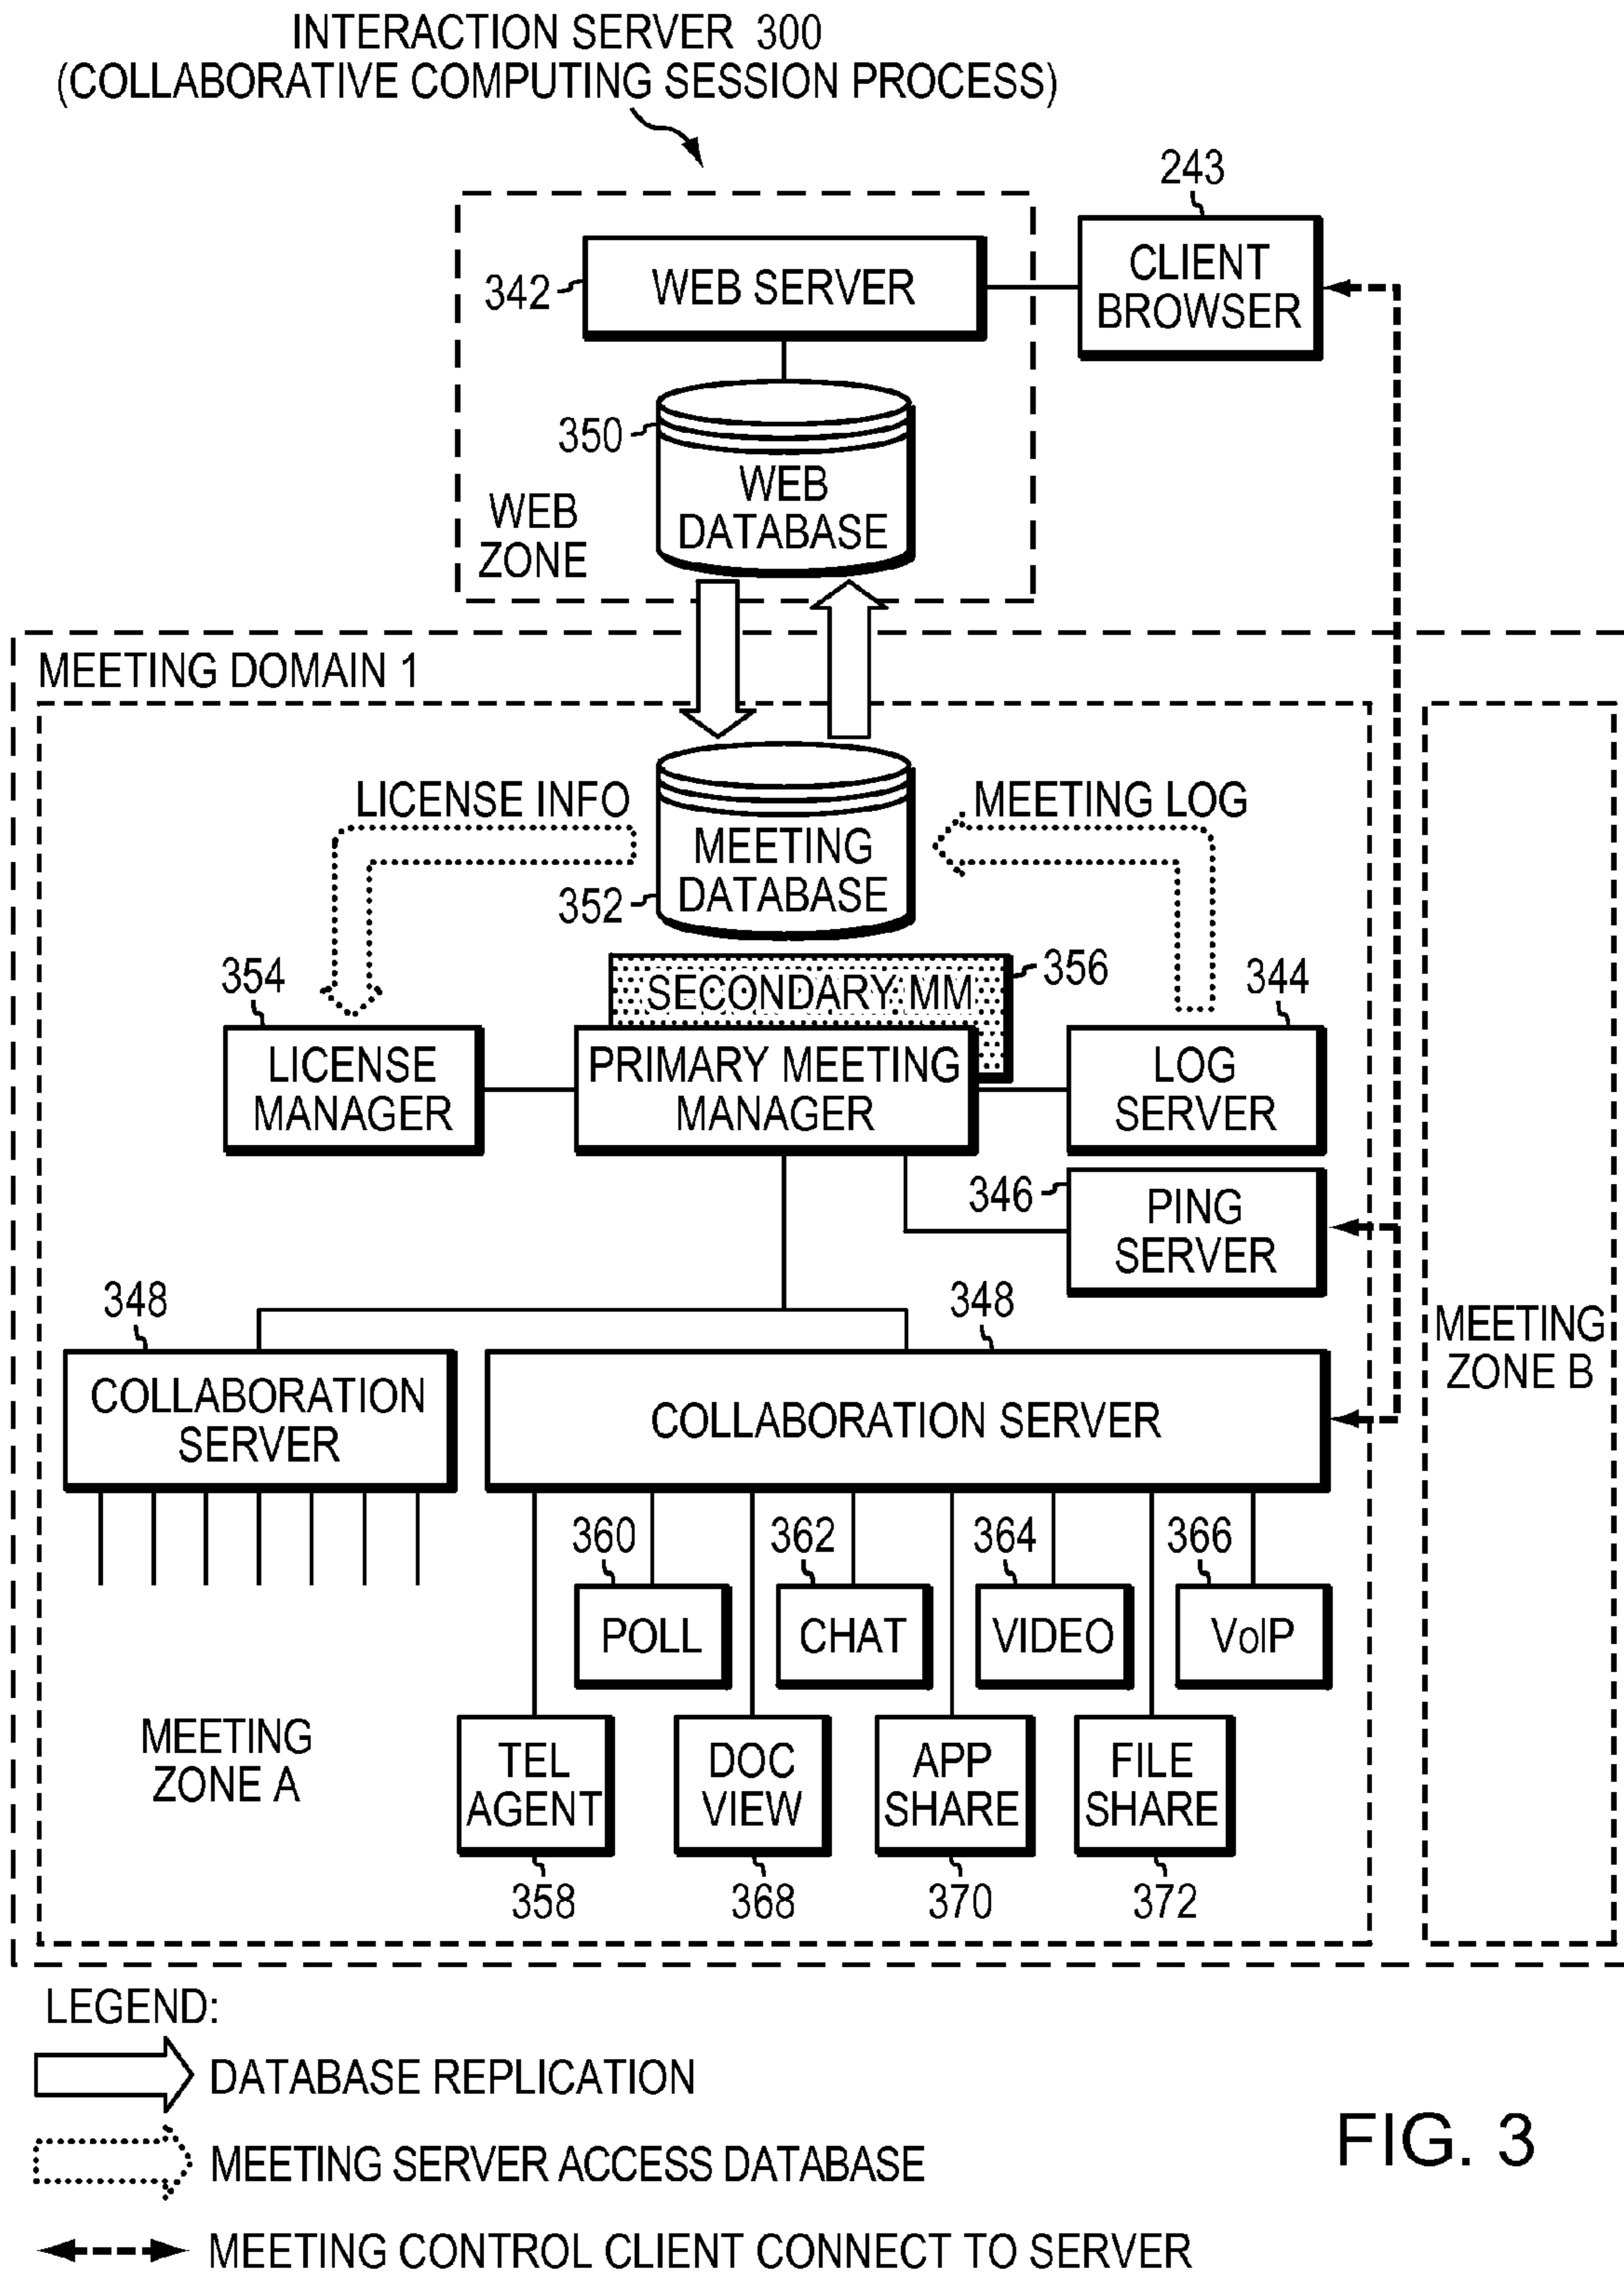 INTERACTION SERVER 300
(COLLABORATIVE COMPUTING SESSION PROCESS)
243
CLIENT
BROWSER
342
WEB SERVER
350
WEB
DATABASE
WEB
ZONE
MEETING DOMAIN 1
LICENSE INFO
MEETING LOG
MEETING
DATABASE
352
354
SECONDARY MM
356
344
LICENSE
MANAGER
PRIMARY MEETING
MANAGER
LOG
SERVER
346
PING
SERVER
348
348
MEETING
ZONE B
COLLABORATION
SERVER
COLLABORATION SERVER
360
362
364
366
POLL
CHAT
VIDEO
VoIP
MEETING
ZONE A
TEL
AGENT
DOC
VIEW
APP
SHARE
FILE
SHARE
358
368
370
372
LEGEND:
DATABASE REPLICATION
MEETING SERVER ACCESS DATABASE
MEETING CONTROL CLIENT CONNECT TO SERVER
FIG. 3